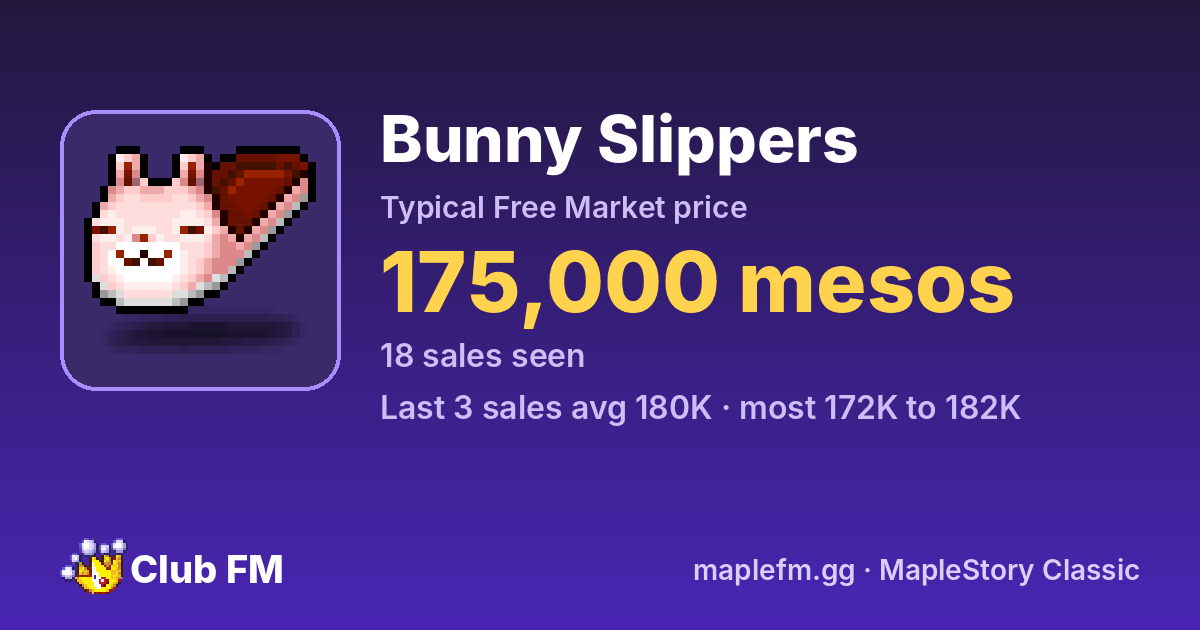 Bunny Slippers
Typical Free Market price
175,000 mesos
18 sales seen
Last 3 sales avg 180K · most 172K to 182K
Club FM
maplefm.gg · MapleStory Classic